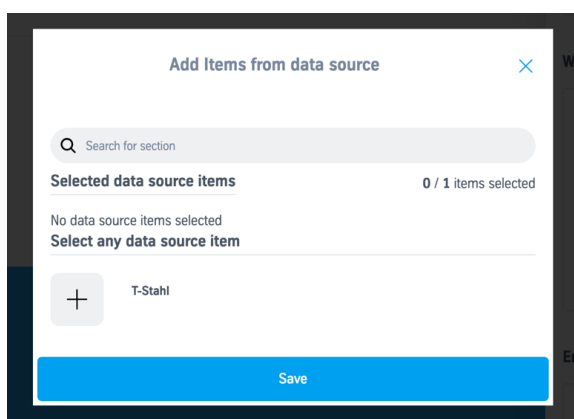 Add Items from data source
Search for section
Selected data source items
0 / 1 items selected
No data source items selected
Select any data source item
T-Stahl
Save